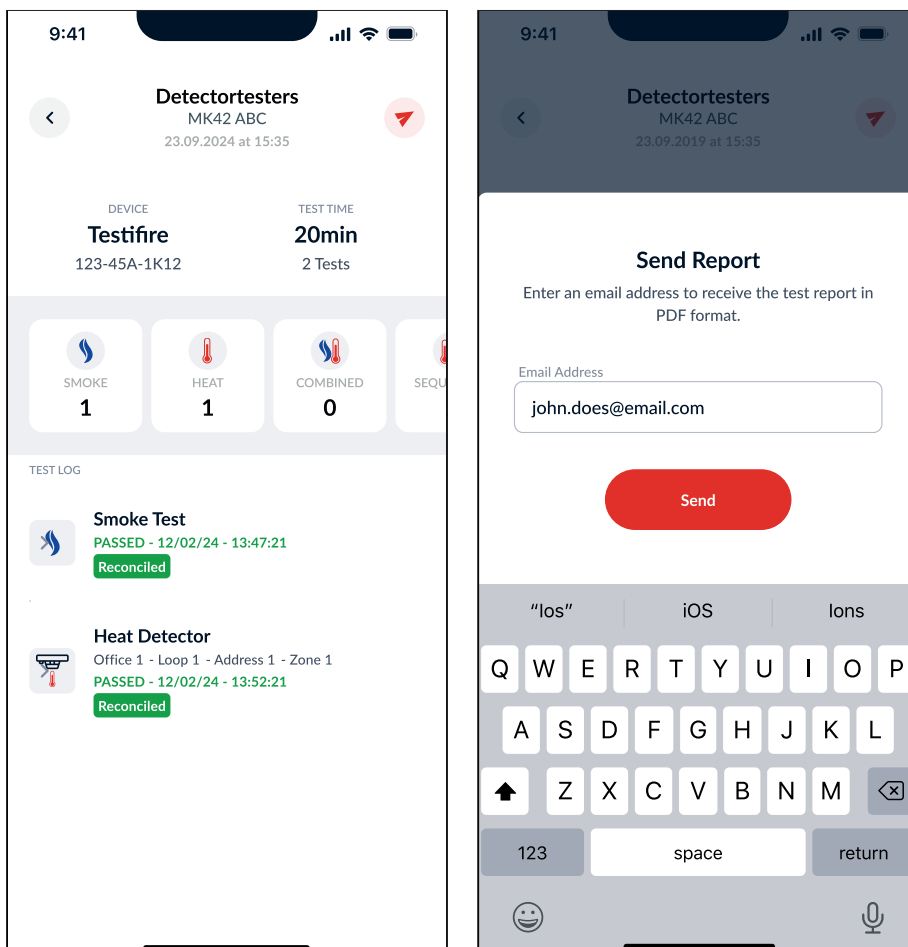 9:41
Detectortesters
MK42 ABC
23.09.2024 at 15:35
DEVICE
Testifire
123-45A-1K12
TEST TIME
20min
2 Tests
SMOKE
1
HEAT
1
COMBINED
0
SEQU
TEST LOG
Smoke Test
PASSED - 12/02/24 - 13:47:21
Reconciled
Heat Detector
Office 1 - Loop 1 - Address 1 - Zone 1
PASSED - 12/02/24 - 13:52:21
Reconciled
9:41
Detectortesters
MK42 ABC
23.09.2019 at 15:35
Send Report
Enter an email address to receive the test report in
PDF format.
Email Address
john.does@email.com
Send
“Ios” iOS Ions
Q W E R T Y U I O P
A S D F G H J K L
Z X C V B N M
123 space return